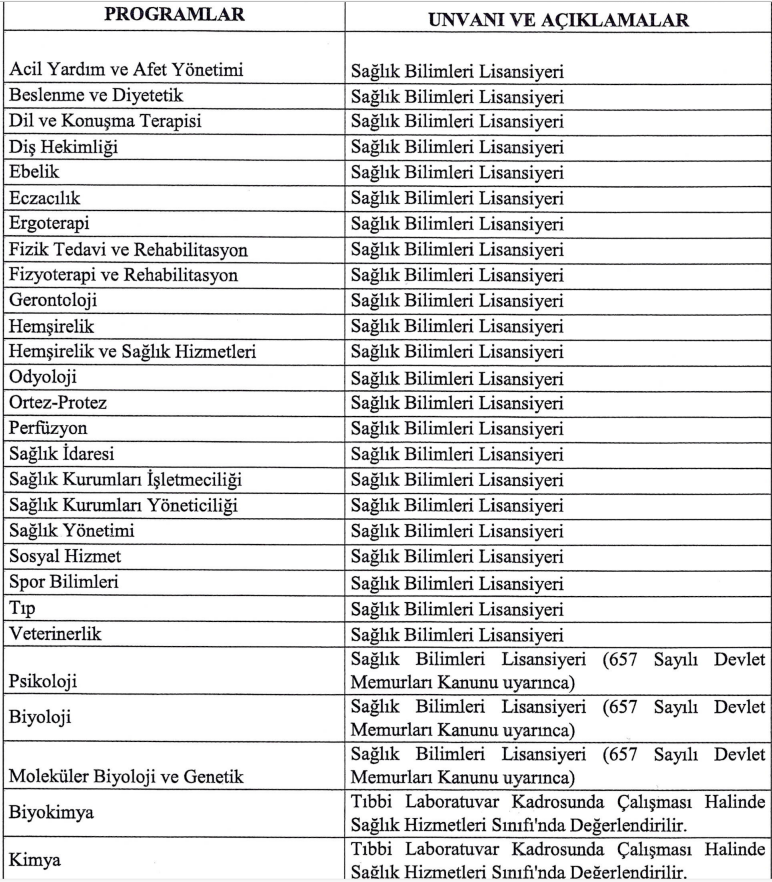 PROGRAMLAR
UNVANI VE AÇIKLAMALAR
Acil Yardım ve Afet Yönetimi
Sağlık Bilimleri Lisansiyeri
Beslenme ve Diyetetik
Sağlık Bilimleri Lisansiyeri
Dil ve Konuşma Terapisi
Sağlık Bilimleri Lisansiyeri
Diş Hekimliği
Sağlık Bilimleri Lisansiyeri
Ebelik
Sağlık Bilimleri Lisansiyeri
Eczacılık
Sağlık Bilimleri Lisansiyeri
Ergoterapi
Sağlık Bilimleri Lisansiyeri
Fizik Tedavi ve Rehabilitasyon
Sağlık Bilimleri Lisansiyeri
Fizyoterapi ve Rehabilitasyon
Sağlık Bilimleri Lisansiyeri
Gerontoloji
Sağlık Bilimleri Lisansiyeri
Hemşirelik
Sağlık Bilimleri Lisansiyeri
Hemşirelik ve Sağlık Hizmetleri
Sağlık Bilimleri Lisansiyeri
Odyoloji
Sağlık Bilimleri Lisansiyeri
Ortez-Protez
Sağlık Bilimleri Lisansiyeri
Perfüzyon
Sağlık Bilimleri Lisansiyeri
Sağlık İdaresi
Sağlık Bilimleri Lisansiyeri
Sağlık Kurumları İşletmeciliği
Sağlık Bilimleri Lisansiyeri
Sağlık Kurumları Yöneticiliği
Sağlık Bilimleri Lisansiyeri
Sağlık Yönetimi
Sağlık Bilimleri Lisansiyeri
Sosyal Hizmet
Sağlık Bilimleri Lisansiyeri
Spor Bilimleri
Sağlık Bilimleri Lisansiyeri
Tıp
Sağlık Bilimleri Lisansiyeri
Veterinerlik
Sağlık Bilimleri Lisansiyeri
Psikoloji
Sağlık Bilimleri Lisansiyeri (657 Sayılı Devlet
Memurları Kanunu uyarınca)
Biyoloji
Sağlık Bilimleri Lisansiyeri (657 Sayılı Devlet
Memurları Kanunu uyarınca)
Moleküler Biyoloji ve Genetik
Sağlık Bilimleri Lisansiyeri (657 Sayılı Devlet
Memurları Kanunu uyarınca)
Biyokimya
Tıbbi Laboratuvar Kadrosunda Çalışması Halinde
Sağlık Hizmetleri Sınıfı'nda Değerlendirilir.
Kimya
Tıbbi Laboratuvar Kadrosunda Çalışması Halinde
Sağlık Hizmetleri Sınıfı'nda Değerlendirilir.